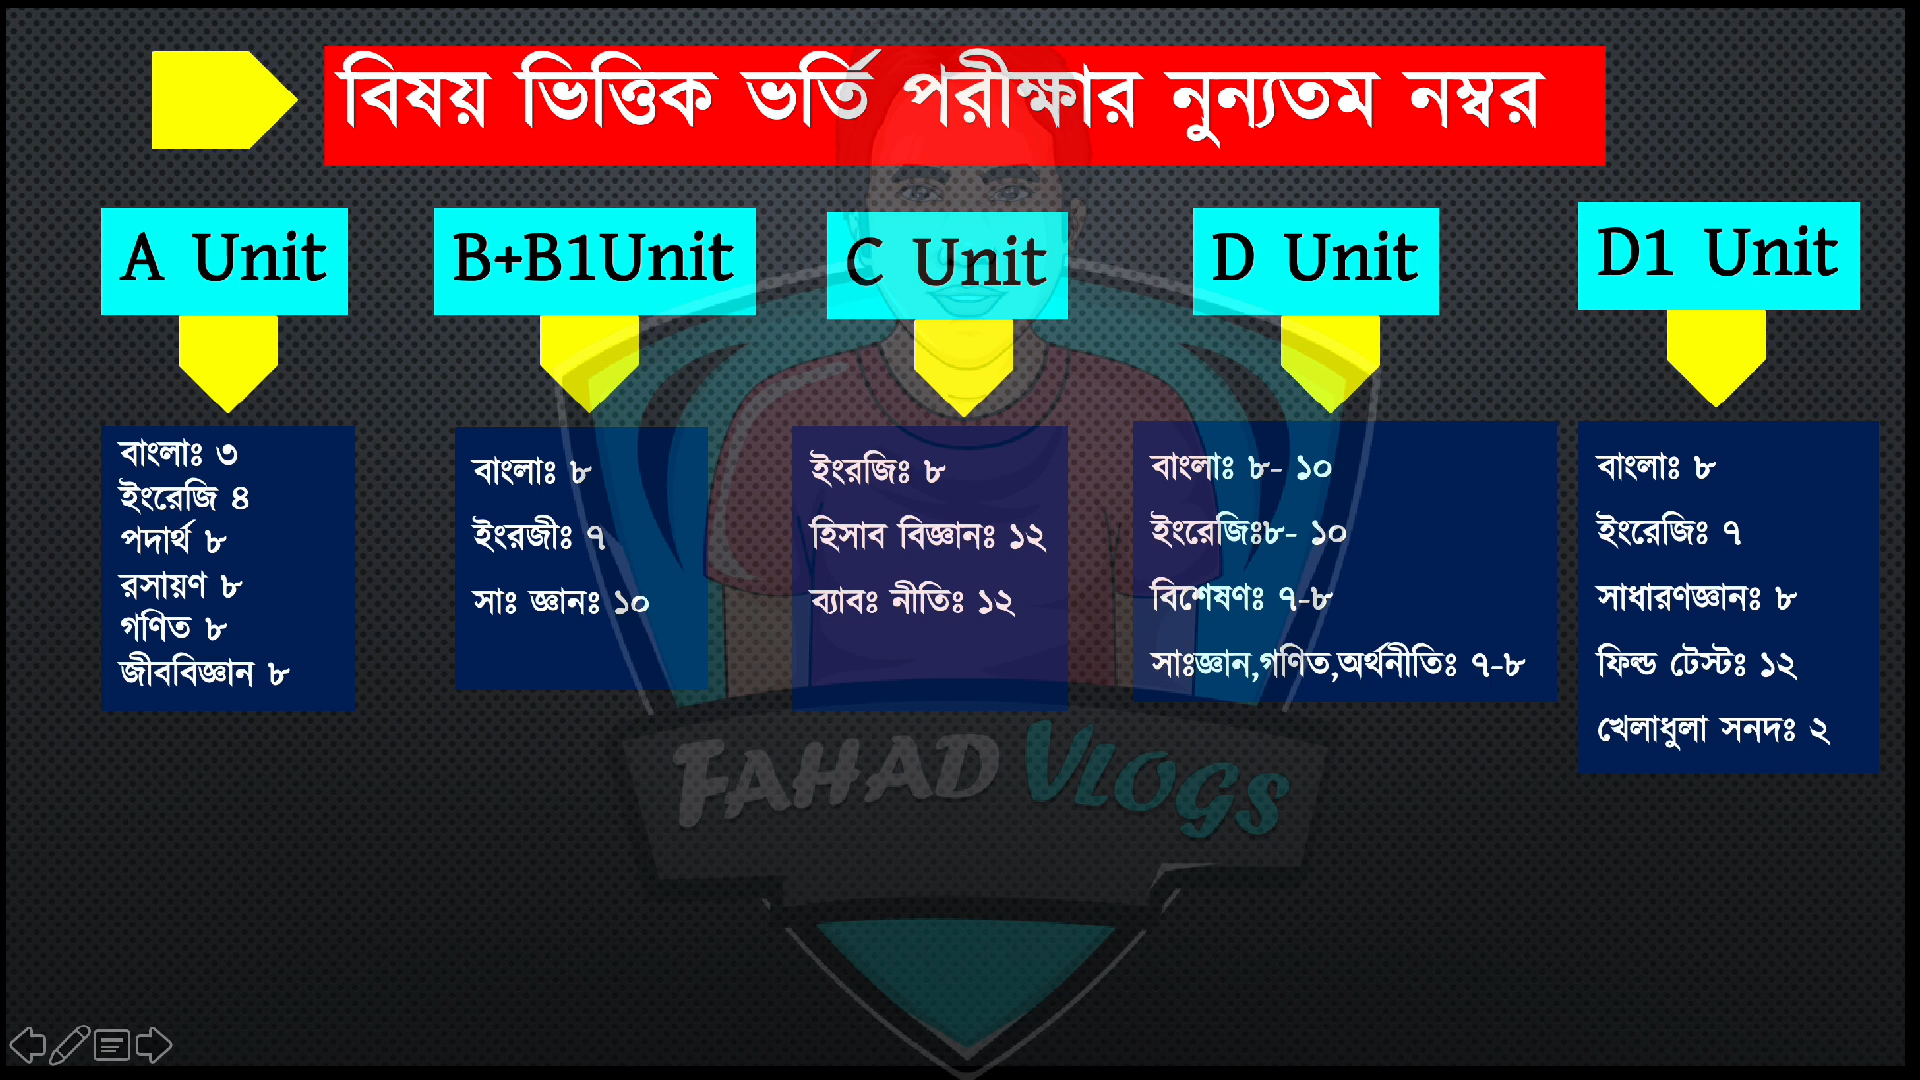 বিষয় ভিত্তিক ভর্তি পরীক্ষার নুন্যতম নম্বর
A Unit
বাংলাঃ ৩
ইংরেজি ৪
পদার্থ ৮
রসায়ণ ৮
গণিত ৮
জীববিজ্ঞান ৮
B+B1Unit
বাংলাঃ ৮
ইংরজীঃ ৭
সাঃ জ্ঞানঃ ১০
C Unit
ইংরজিঃ ৮
হিসাব বিজ্ঞানঃ ১২
ব্যাবঃ নীতিঃ ১২
D Unit
বাংলাঃ ৮- ১০
ইংরেজিঃ৮- ১০
বিশেষণঃ ৭-৮
সাঃজ্ঞান,গণিত,অর্থনীতিঃ ৭-৮
D1 Unit
বাংলাঃ ৮
ইংরেজিঃ ৭
সাধারণজ্ঞানঃ ৮
ফিল্ড টেস্টঃ ১২
খেলাধুলা সনদঃ ২
FAHAD VLOGS